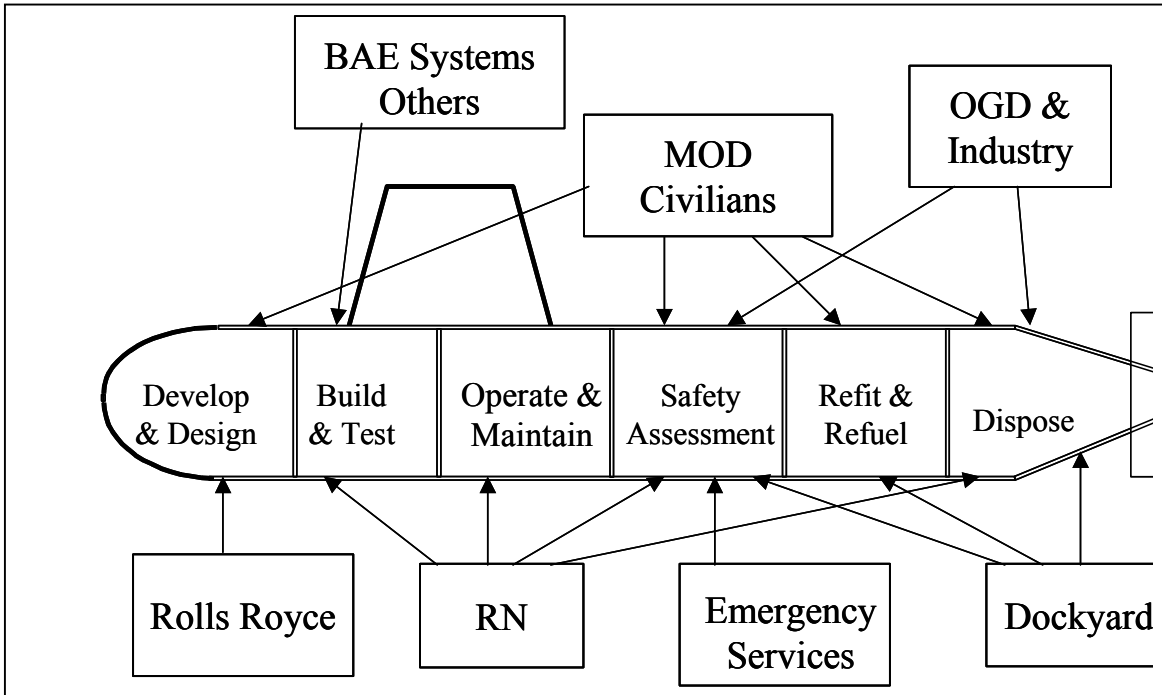 BAE Systems
Others
MOD
Civilians
OGD &
Industry
Develop
& Design
Build
& Test
Operate &
Maintain
Safety
Assessment
Refit &
Refuel
Dispose
Rolls Royce
RN
Emergency
Services
Dockyard